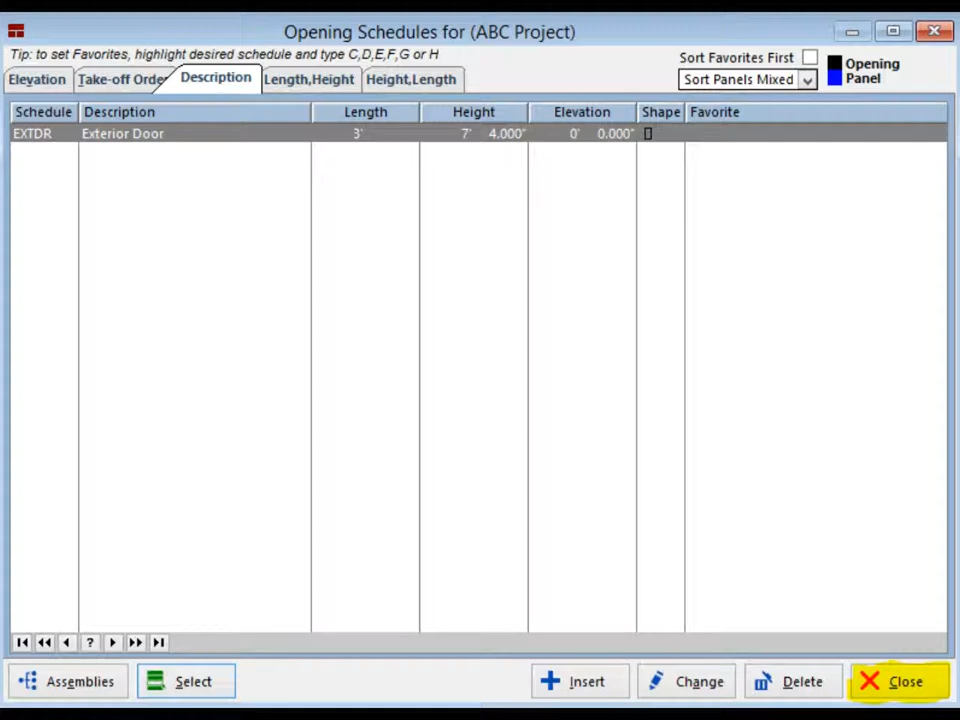 Opening Schedules for (ABC Project)
Tip: to set Favorites, highlight desired schedule and type C,D,E,F,G or H
Sort Favorites First
Opening
Elevation Take-off Order Description Length,Height Height,Length
Sort Panels Mixed
Panel
Schedule Description Length Height Elevation Shape Favorite
EXTDR Exterior Door 3' 7' 4.000" 0' 0.000"
?
Assemblies Select Insert Change Delete Close